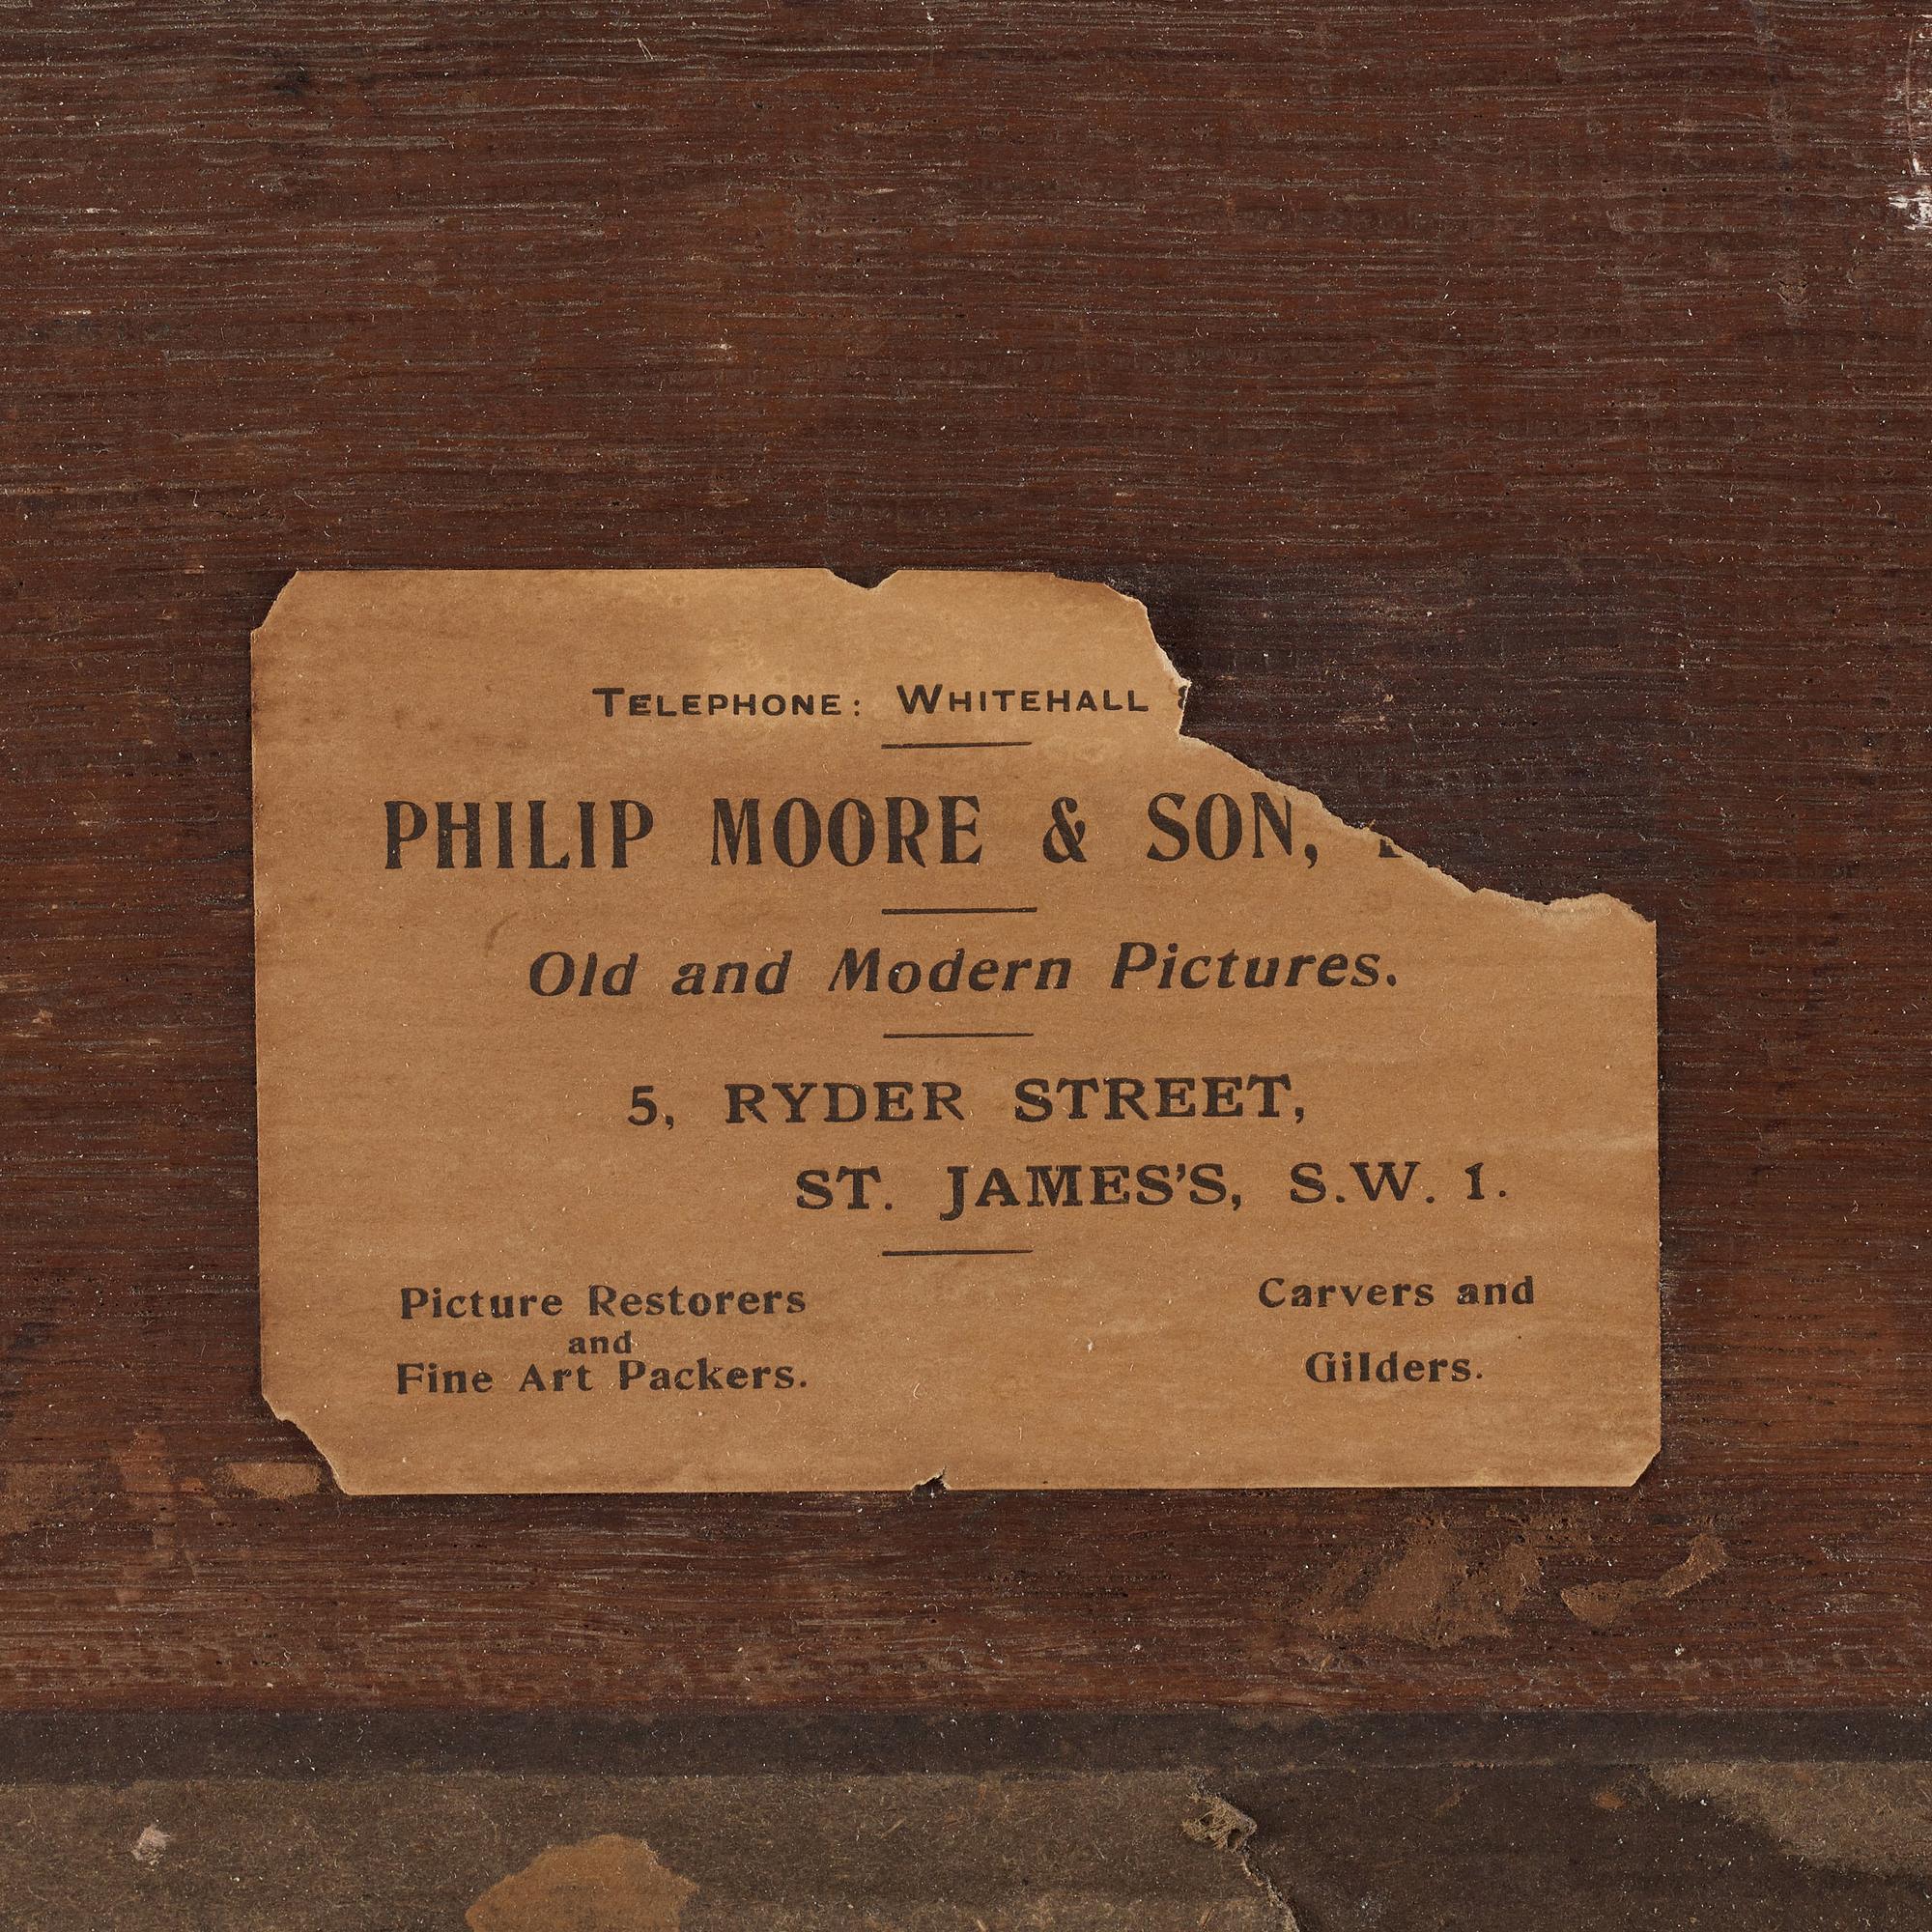 TELEPHONE: WHITEHALL
PHILIP MOORE & SON,
Old and Modern Pictures.
5, RYDER STREET,
ST. JAMES'S, S.W. 1.
Picture Restorers
and
Fine Art Packers.
Carvers and
Gilders.